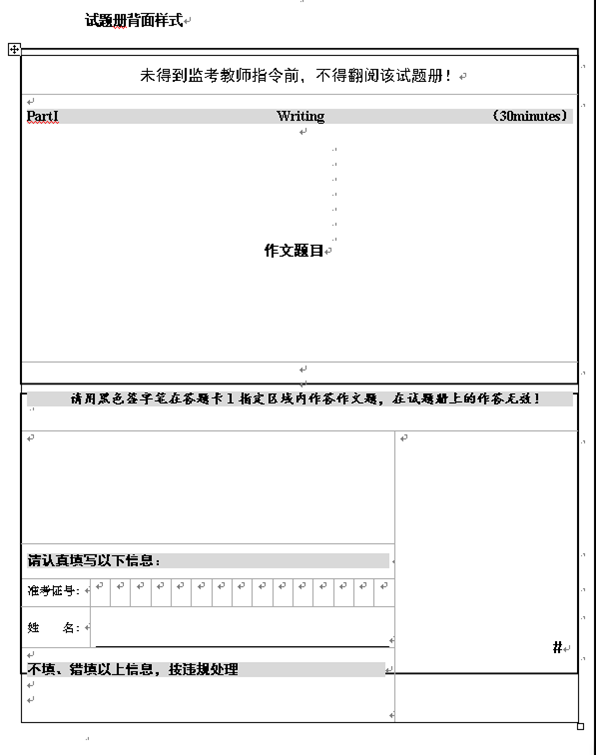 试题册背面样式
未得到监考教师指令前，不得翻阅该试题册！
PartI Writing （30minutes）
作文题目
请用黑色签字笔在答题卡1指定区域内作答作文题，在试题册上的作答无效！
请认真填写以下信息：
准考证号：
姓 名：
#
不填、错填以上信息，按违规处理